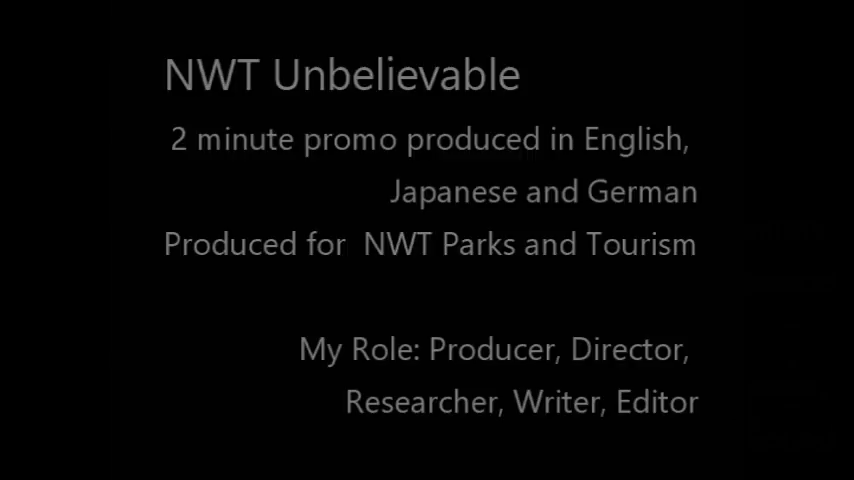 NWT Unbelievable
2 minute promo produced in English,
Japanese and German
Produced for NWT Parks and Tourism
My Role: Producer, Director,
Researcher, Writer, Editor